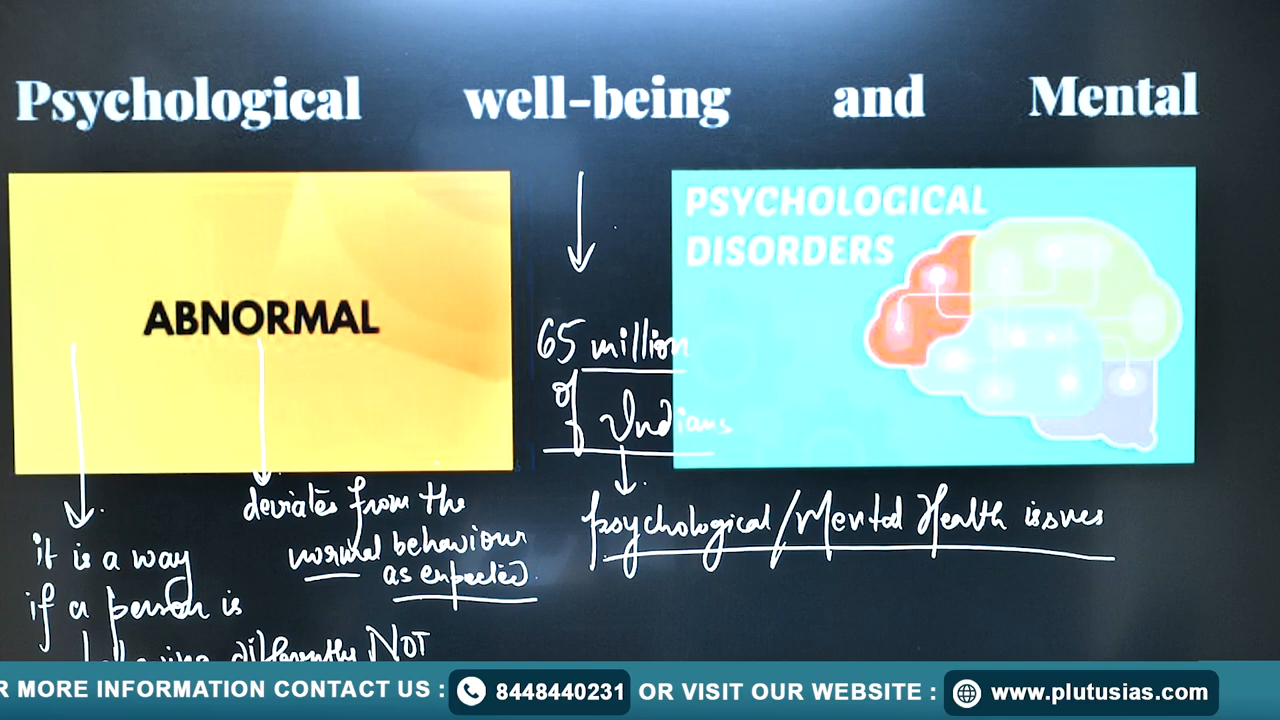 Psychological well-being and Mental
ABNORMAL
PSYCHOLOGICAL
DISORDERS
65 million
of
Indians
psychological/Mental Health issues
deviates from the
normal behaviour
as expected
it is a way
if a person is
differently NOT
R MORE INFORMATION CONTACT US : 8448440231 OR VISIT OUR WEBSITE : www.plutusias.com